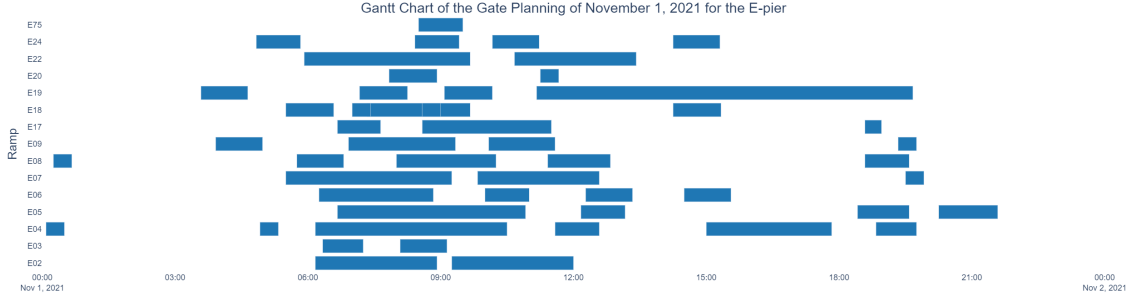 Gantt Chart of the Gate Planning of November 1, 2021 for the E-pier
Ramp
E75
E24
E22
E20
E19
E18
E17
E09
E08
E07
E06
E05
E04
E03
E02
00:00 03:00 06:00 09:00 12:00 15:00 18:00 21:00 00:00
Nov 1, 2021 Nov 2, 2021